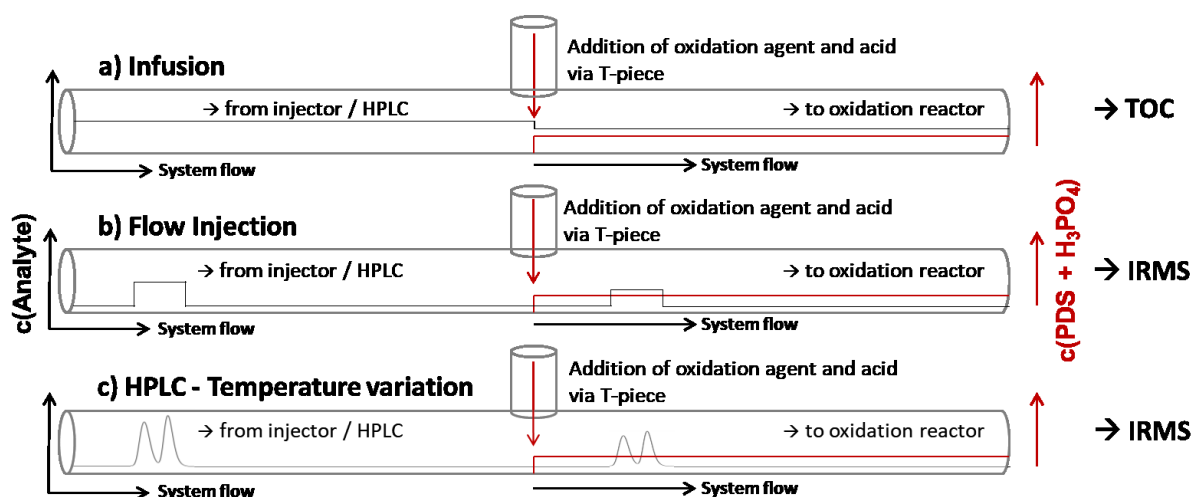 a) Infusion
Addition of oxidation agent and acid
via T-piece
→ from injector / HPLC
→ to oxidation reactor
→ TOC
System flow
System flow
b) Flow Injection
Addition of oxidation agent and acid
via T-piece
→ from injector / HPLC
→ to oxidation reactor
→ IRMS
System flow
System flow
c) HPLC - Temperature variation
Addition of oxidation agent and acid
via T-piece
→ from injector / HPLC
→ to oxidation reactor
→ IRMS
System flow
System flow
c(Analyte)
c(PDS + H₃PO₄)